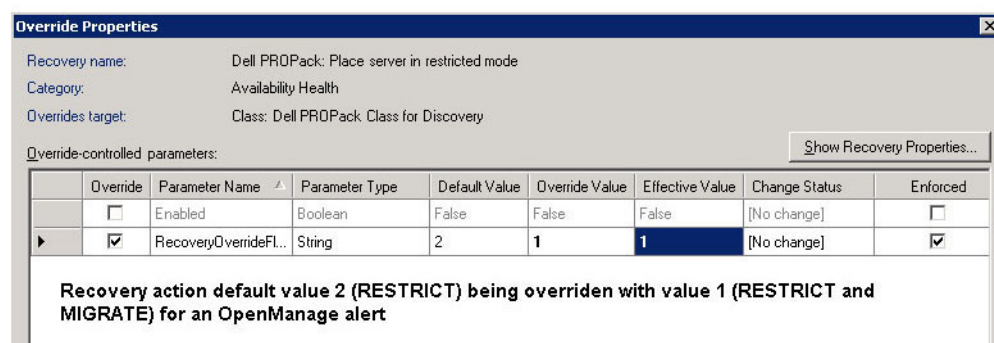 Override Properties
Recovery name: Dell PROPack: Place server in restricted mode
Category: Availability Health
Overrides target: Class: Dell PROPack Class for Discovery
Override-controlled parameters: Show Recovery Properties...
Override Parameter Name Parameter Type Default Value Override Value Effective Value Change Status Enforced
Enabled Boolean False False False [No change]
RecoveryOverrideFl... String 2 1 1 [No change]
Recovery action default value 2 (RESTRICT) being overriden with value 1 (RESTRICT and
MIGRATE) for an OpenManage alert